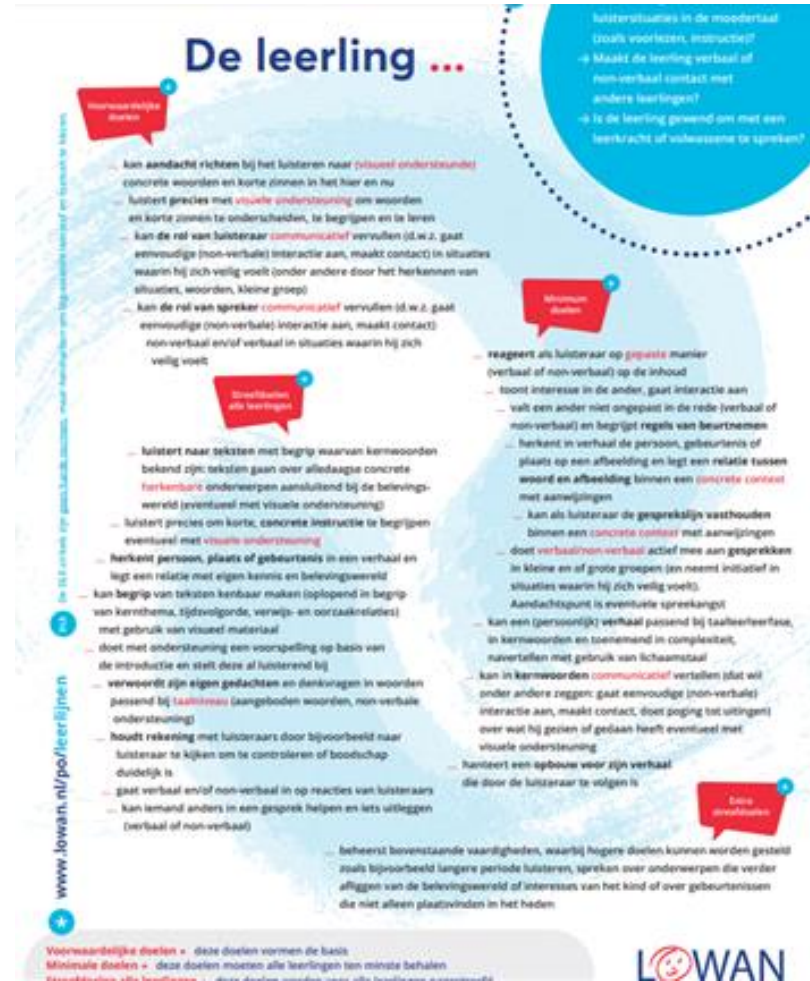 luistersituaties in de moedertaal
(zoals voorlezen, instructie)?
→ Maakt de leerling verbaal of
non-verbaal contact met
andere leerlingen?
→ Is de leerling gewend om met een
leerkracht of volwassene te spreken?
De leerling ...
Voorwaardelijke
doelen
... kan aandacht richten bij het luisteren naar (visueel ondersteunde)
concrete woorden en korte zinnen in het hier en nu
... luistert precies met visuele ondersteuning om woorden
en korte zinnen te onderscheiden, te begrijpen en te leren
... kan de rol van luisteraar communicatief vervullen (d.w.z. gaat
eenvoudige (non-verbale) interactie aan, maakt contact) in situaties
waarin hij zich veilig voelt (onder andere door het herkennen van
situaties, woorden, kleine groep)
... kan de rol van spreker communicatief vervullen (d.w.z. gaat
eenvoudige (non-verbale) interactie aan, maakt contact)
non-verbaal en/of verbaal in situaties waarin hij zich
veilig voelt
Minimum
doelen
... reageert als luisteraar op gepaste manier
(verbaal of non-verbaal) op de inhoud
... toont interesse in de ander, gaat interactie aan
... valt een ander niet ongepast in de rede (verbaal of
non-verbaal) en begrijpt regels van beurtnemen
... herkent in verhaal de persoon, gebeurtenis of
plaats op een afbeelding en legt een relatie tussen
woord en afbeelding binnen een concrete context
met aanwijzingen
... kan als luisteraar de gesprekslijn vasthouden
binnen een concrete context met aanwijzingen
... doet verbaal/non-verbaal actief mee aan gesprekken
in kleine en of grote groepen (en neemt initiatief in
situaties waarin hij zich veilig voelt).
Aandachtspunt is eventuele spreekangst
... kan een (persoonlijk) verhaal passend bij taalleerfase,
in kernwoorden en toenemend in complexiteit,
navertellen met gebruik van lichaamstaal
... kan in kernwoorden communicatief vertellen (dat wil
onder andere zeggen: gaat eenvoudige (non-verbale)
interactie aan, maakt contact, doet poging tot uitingen)
over wat hij gezien of gedaan heeft eventueel met
visuele ondersteuning
... hanteert een opbouw voor zijn verhaal
die door de luisteraar te volgen is
Streefdoelen
alle leerlingen
... luistert naar teksten met begrip waarvan kernwoorden
bekend zijn: teksten gaan over alledaagse concrete
herkenbare onderwerpen aansluitend bij de belevings-
wereld (eventueel met visuele ondersteuning)
... luistert precies om korte, concrete instructie te begrijpen
eventueel met visuele ondersteuning
... herkent persoon, plaats of gebeurtenis in een verhaal en
legt een relatie met eigen kennis en belevingswereld
... kan begrip van teksten kenbaar maken (oplopend in begrip
van kernthema, tijdsvolgorde, verwijs- en oorzaakrelaties)
met gebruik van visueel materiaal
... doet met ondersteuning een voorspelling op basis van
de introductie en stelt deze al luisterend bij
... verwoordt zijn eigen gedachten en denkvragen in woorden
passend bij taalniveau (aangeboden woorden, non-verbale
ondersteuning)
... houdt rekening met luisteraars door bijvoorbeeld naar
luisteraar te kijken om te controleren of boodschap
duidelijk is
... gaat verbaal en/of non-verbaal in op reacties van luisteraars
... kan iemand anders in een gesprek helpen en iets uitleggen
(verbaal of non-verbaal)
Extra
streefdoelen
... beheerst bovenstaande vaardigheden, waarbij hogere doelen kunnen worden gesteld
zoals bijvoorbeeld langere periode luisteren, spreken over onderwerpen die verder
afliggen van de belevingswereld of interesses van het kind of over gebeurtenissen
die niet alleen plaatsvinden in het heden
www.lowan.nl/po/leerlijnen
Voorwaardelijke doelen = deze doelen vormen de basis
Minimale doelen = deze doelen moeten alle leerlingen ten minste behalen
LOWAN